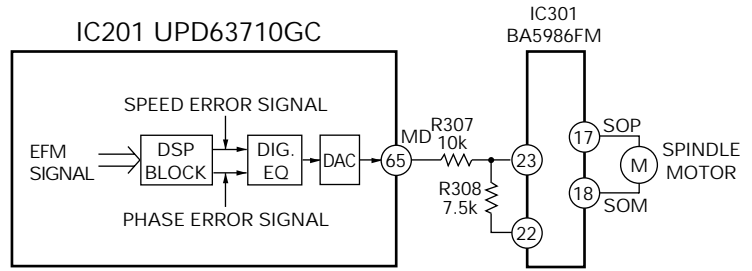 IC201 UPD63710GC
IC301
BA5986FM
SPEED ERROR SIGNAL
EFM
SIGNAL
DSP
BLOCK
DIG.
EQ
DAC
65
MD
R307
10k
23
R308
7.5k
22
17
SOP
M
SPINDLE
MOTOR
18
SOM
PHASE ERROR SIGNAL